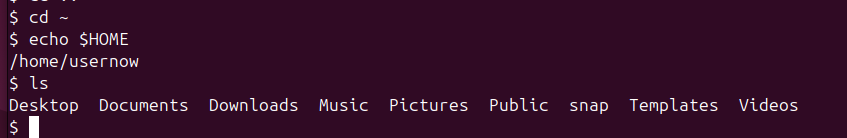 $ cd ~
$ echo $HOME
/home/usernow
$ ls
Desktop  Documents  Downloads  Music  Pictures  Public  snap  Templates  Videos
$